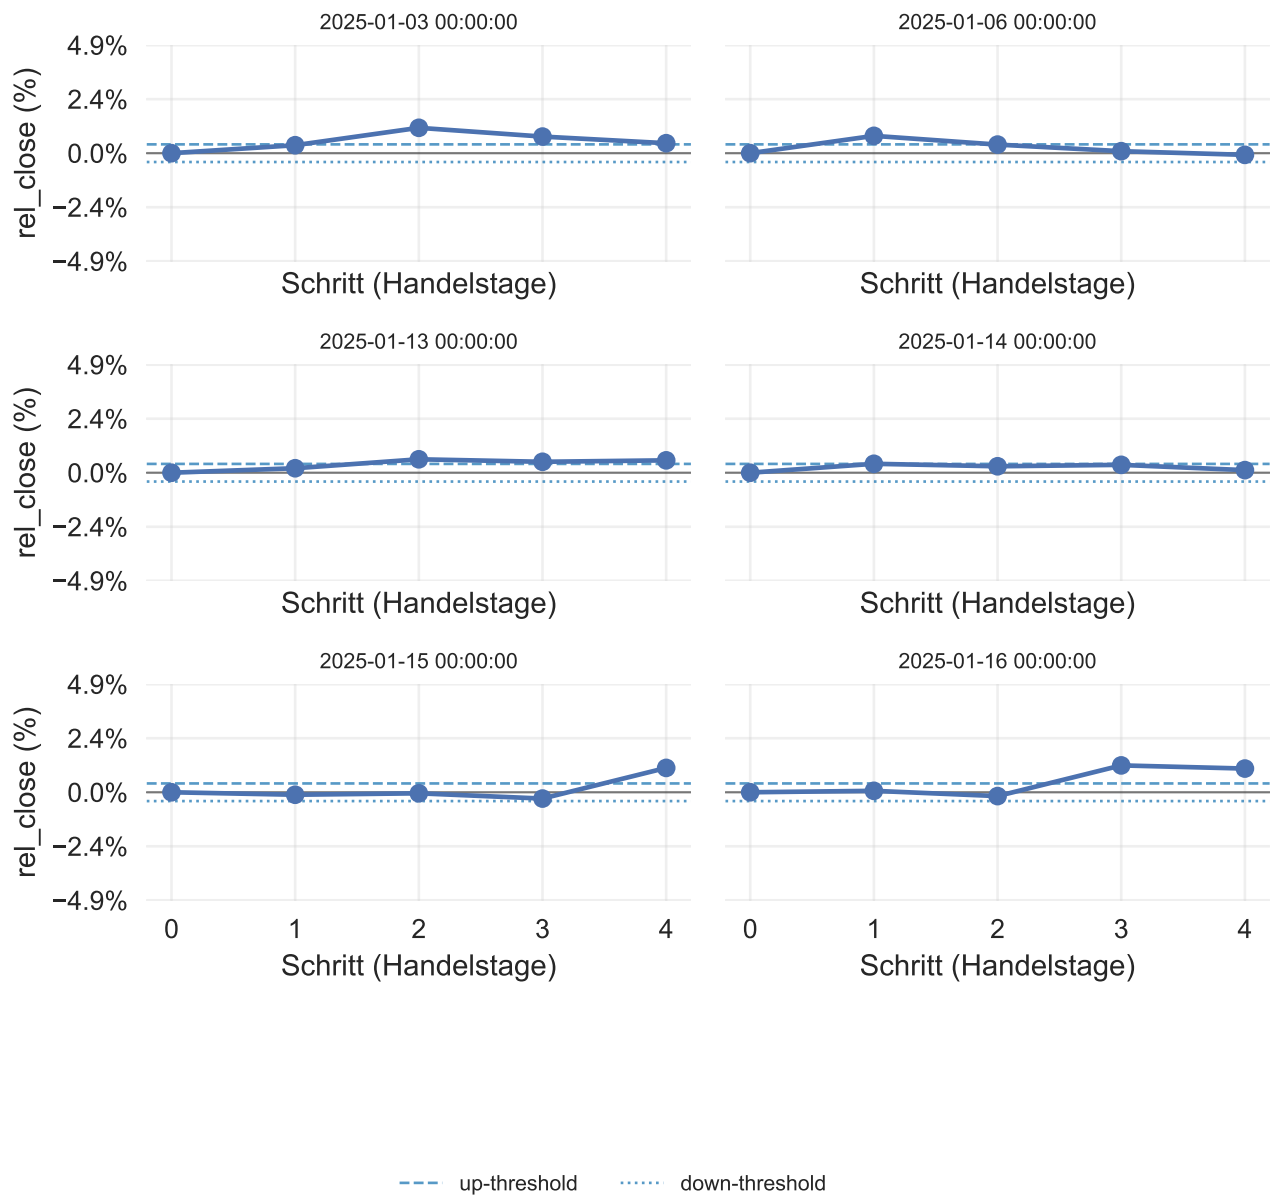 2025-01-03 00:00:00
2025-01-06 00:00:00
4.9%
2.4%
0.0%
−2.4%
−4.9%
rel_close (%)
Schritt (Handelstage)
Schritt (Handelstage)
2025-01-13 00:00:00
2025-01-14 00:00:00
4.9%
2.4%
0.0%
−2.4%
−4.9%
rel_close (%)
Schritt (Handelstage)
Schritt (Handelstage)
2025-01-15 00:00:00
2025-01-16 00:00:00
4.9%
2.4%
0.0%
−2.4%
−4.9%
rel_close (%)
0 1 2 3 4
0 1 2 3 4
Schritt (Handelstage)
Schritt (Handelstage)
up-threshold
down-threshold